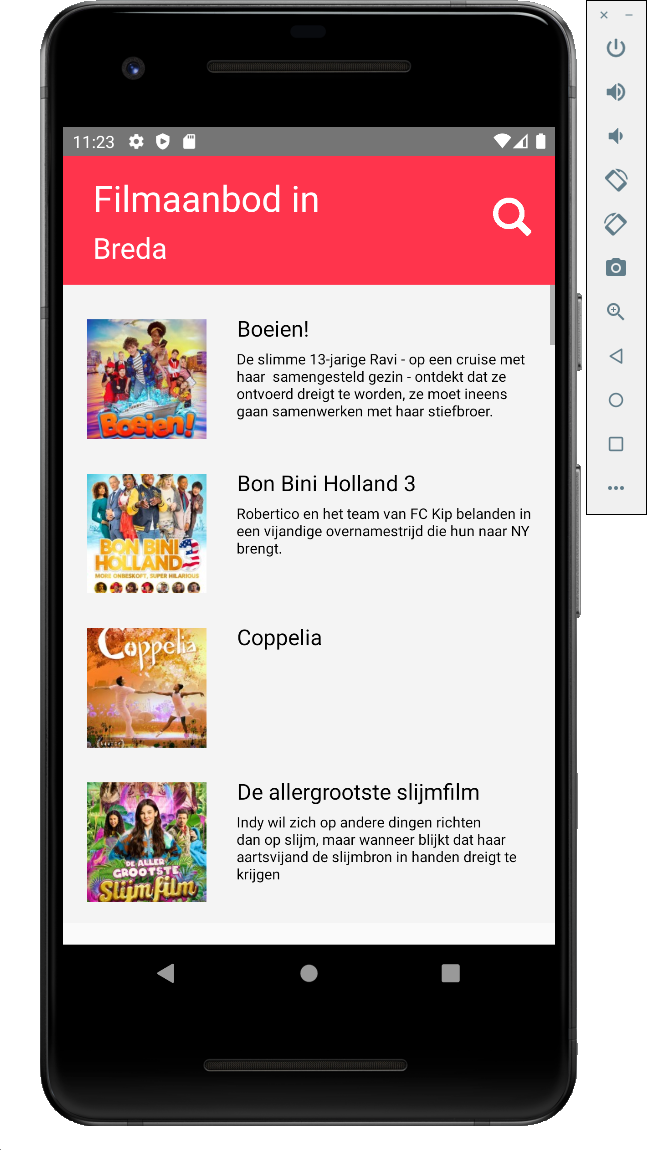 11:23
Filmaanbod in
Breda
Boeien!
De slimme 13-jarige Ravi - op een cruise met
haar  samengesteld gezin - ontdekt dat ze
ontvoerd dreigt te worden, ze moet ineens
gaan samenwerken met haar stiefbroer.
Boeien!
Bon Bini Holland 3
Robertico en het team van FC Kip belanden in
een vijandige overnamestrijd die hun naar NY
brengt.
BON BINI
HOLLAND
MORE ONBESKOFT, SUPER HILARIOUS
Coppelia
Coppelia
De allergrootste slijmfilm
Indy wil zich op andere dingen richten
dan op slijm, maar wanneer blijkt dat haar
aartsvijand de slijmbron in handen dreigt te
krijgen
DE ALLER
GROOTSTE
Slijmfilm